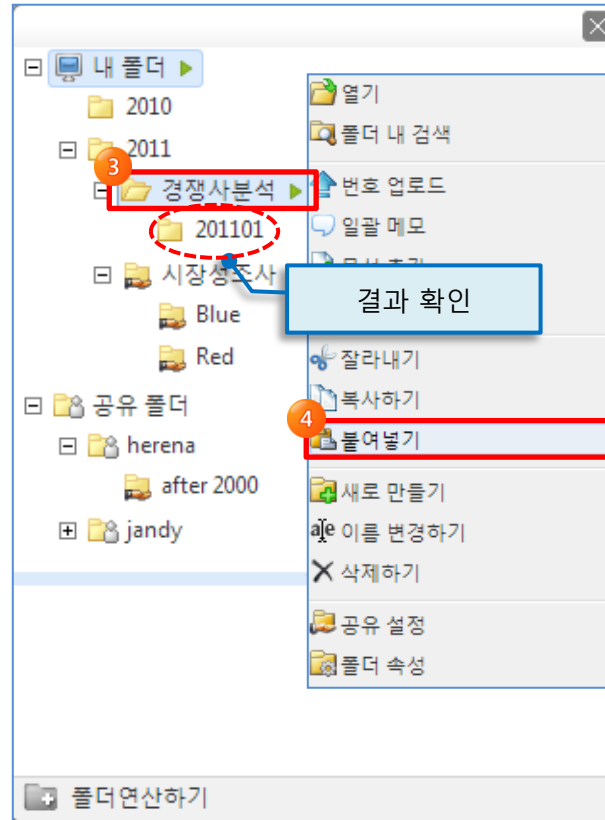 내 폴더
2010
2011
3
경쟁사분석
201101
시장성조사
Blue
Red
공유 폴더
herena
after 2000
jandy
열기
폴더 내 검색
번호 업로드
일괄 메모
결과 확인
잘라내기
복사하기
4
붙여넣기
새로 만들기
이름 변경하기
삭제하기
공유 설정
폴더 속성
폴더연산하기